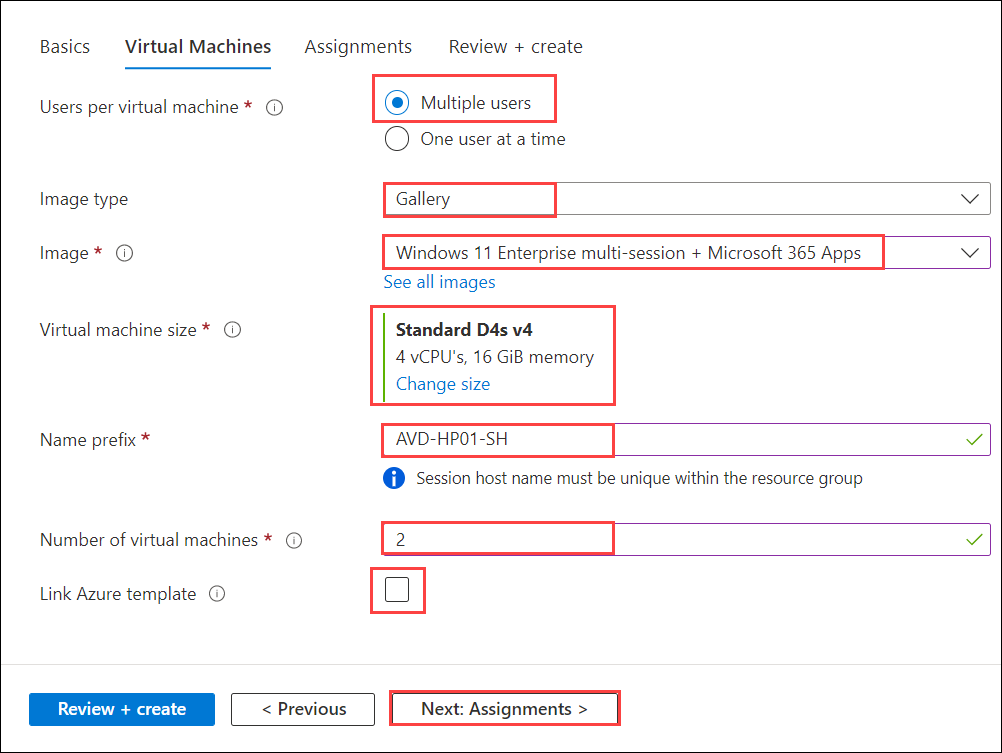 Basics Virtual Machines Assignments Review + create
Users per virtual machine * Multiple users
One user at a time
Image type Gallery
Image * Windows 11 Enterprise multi-session + Microsoft 365 Apps
See all images
Virtual machine size * Standard D4s v4
4 vCPU's, 16 GiB memory
Change size
Name prefix * AVD-HP01-SH
Session host name must be unique within the resource group
Number of virtual machines * 2
Link Azure template
Review + create < Previous Next: Assignments >